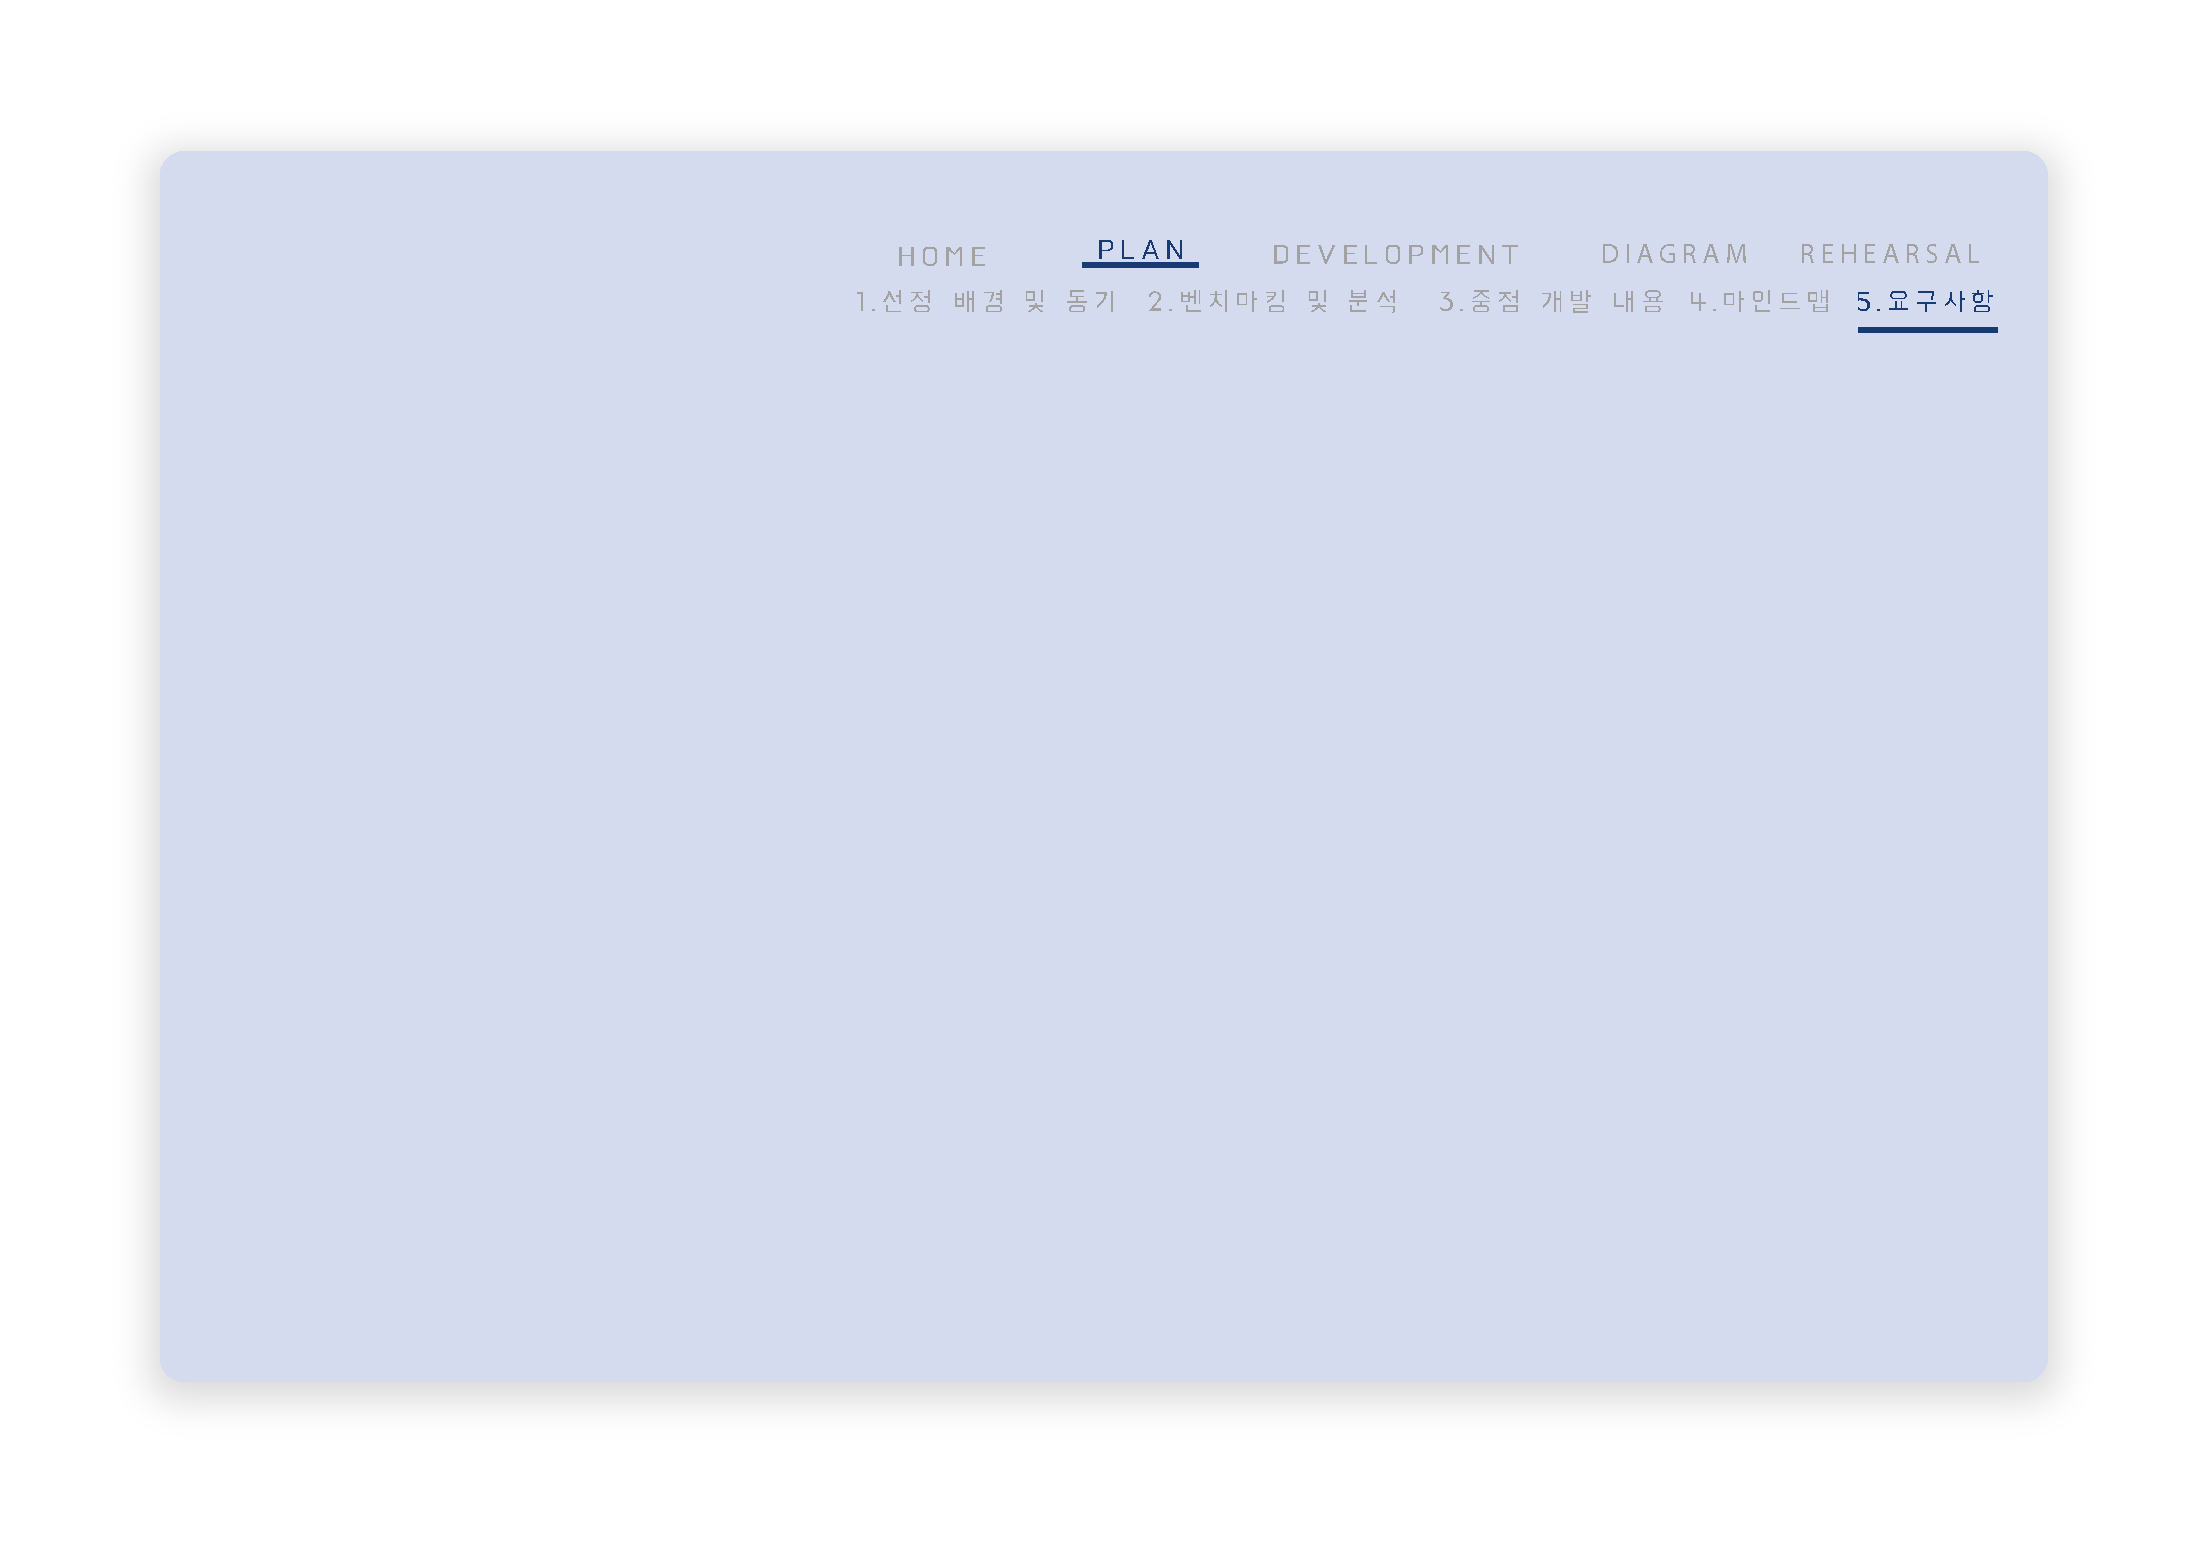 HOME PLAN DEVELOPMENT DIAGRAM REHEARSAL
1.선정 배경 및 동기 2.벤치마킹 및 분석 3.중점 개발 내용 4.마인드맵 5.요구사항